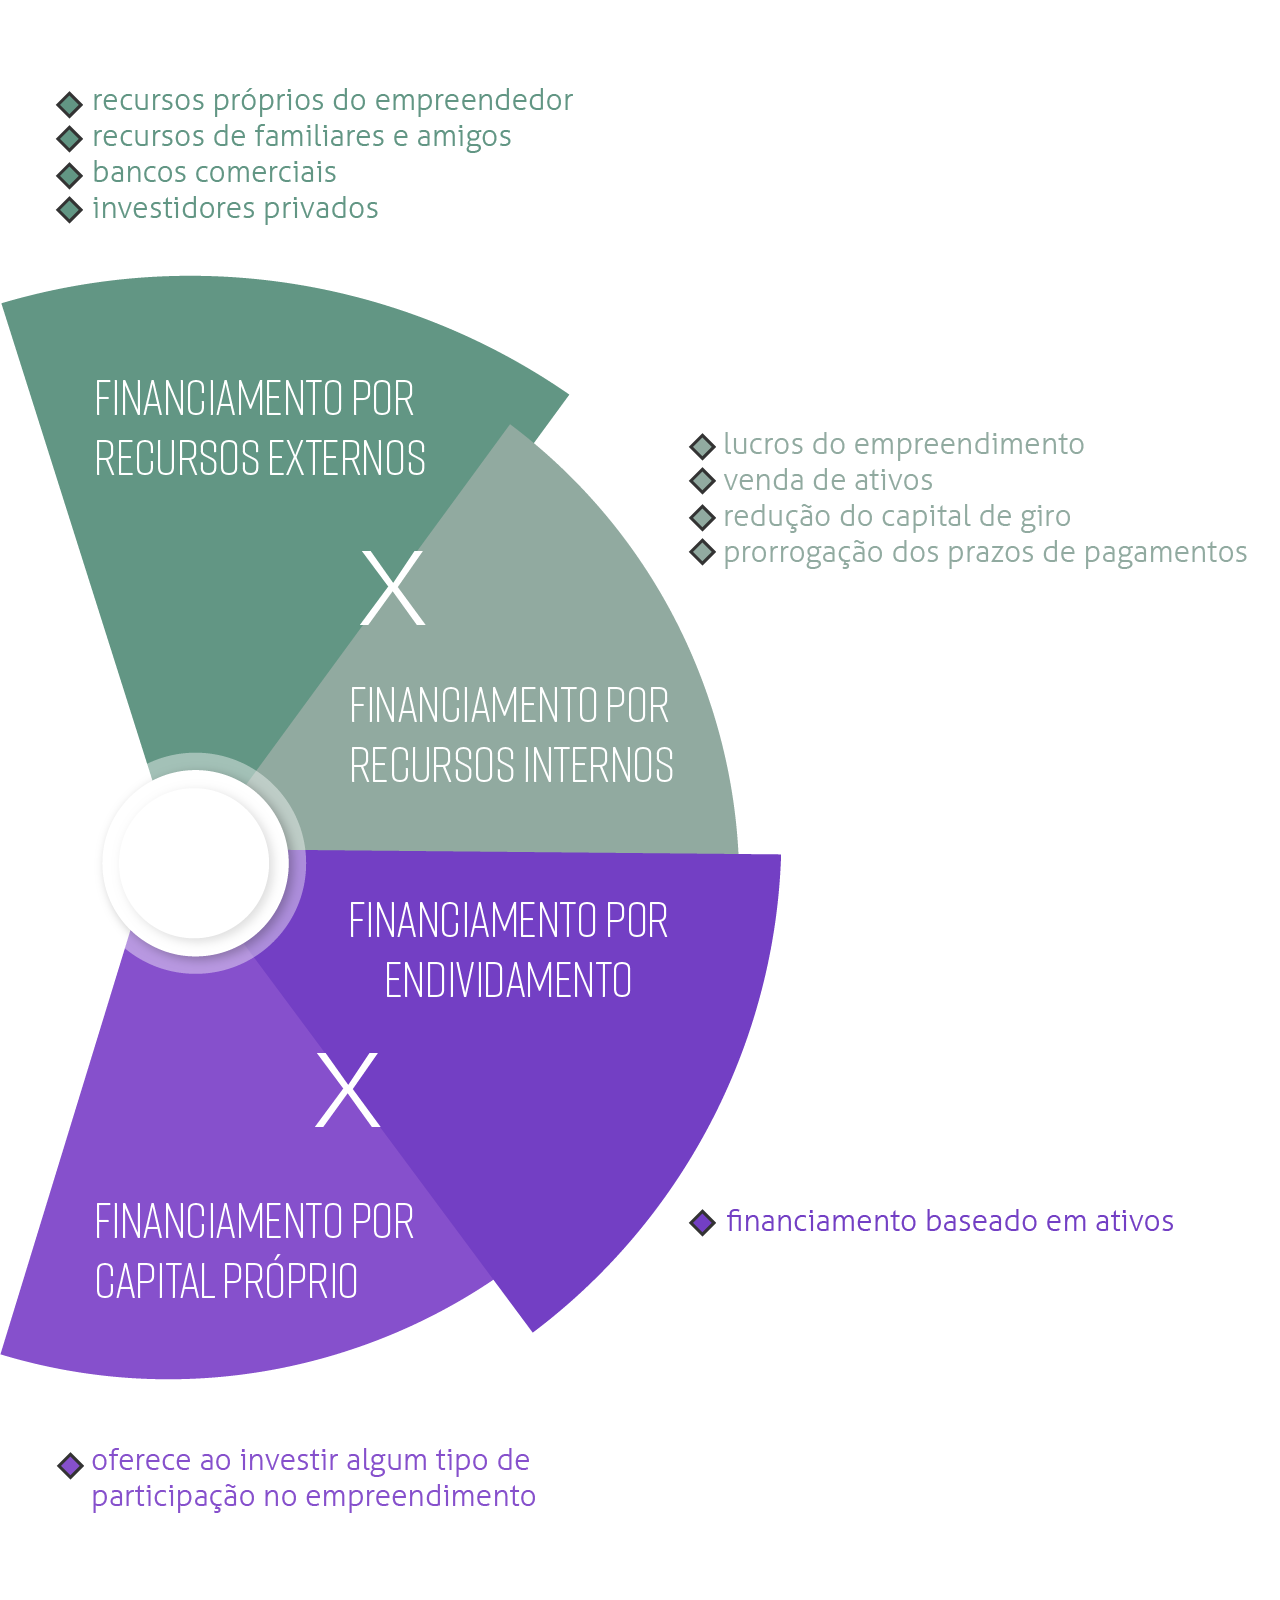 recursos próprios do empreendedor
recursos de familiares e amigos
bancos comerciais
investidores privados
FINANCIAMENTO POR
RECURSOS EXTERNOS
X
lucros do empreendimento
venda de ativos
redução do capital de giro
prorrogação dos prazos de pagamentos
FINANCIAMENTO POR
RECURSOS INTERNOS
FINANCIAMENTO POR
ENDIVIDAMENTO
X
financiamento baseado em ativos
FINANCIAMENTO POR
CAPITAL PRÓPRIO
oferece ao investir algum tipo de
participação no empreendimento